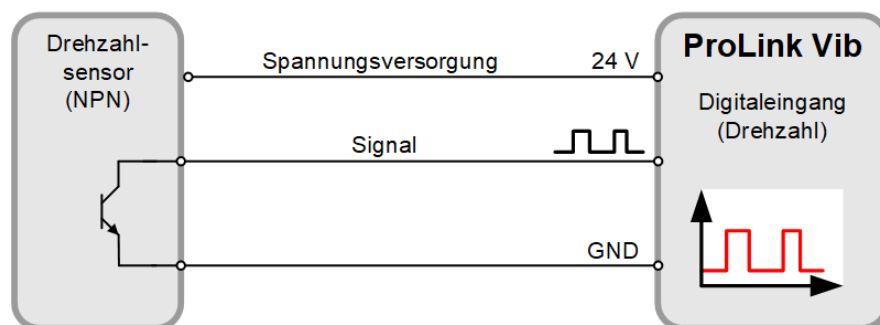 Drehzahl-
sensor
(NPN)
Spannungsversorgung
24 V
Signal
GND
ProLink Vib
Digitaleingang
(Drehzahl)